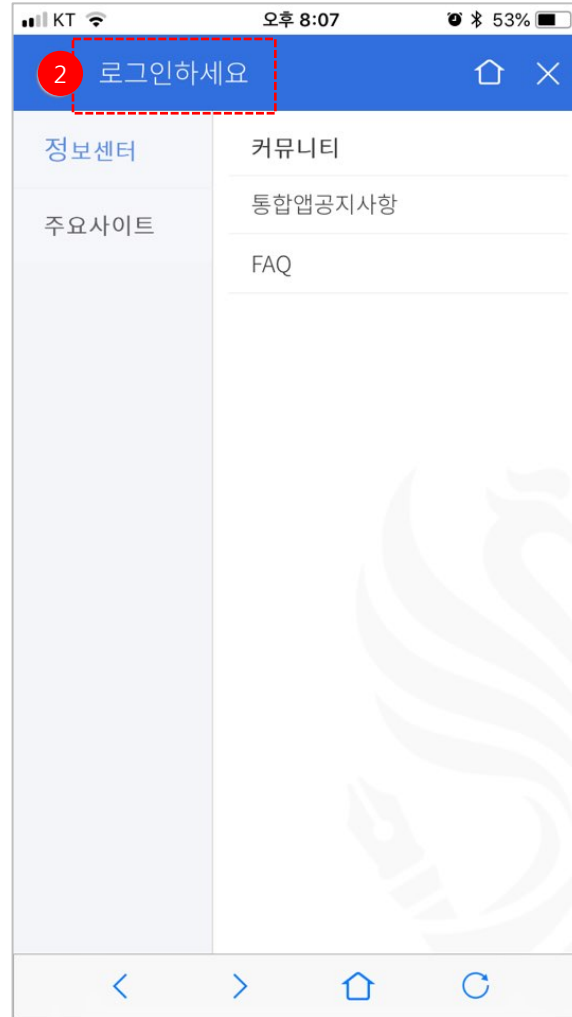 KT 오후 8:07 53%
2 로그인하세요
정보센터
주요사이트
커뮤니티
통합앱공지사항
FAQ